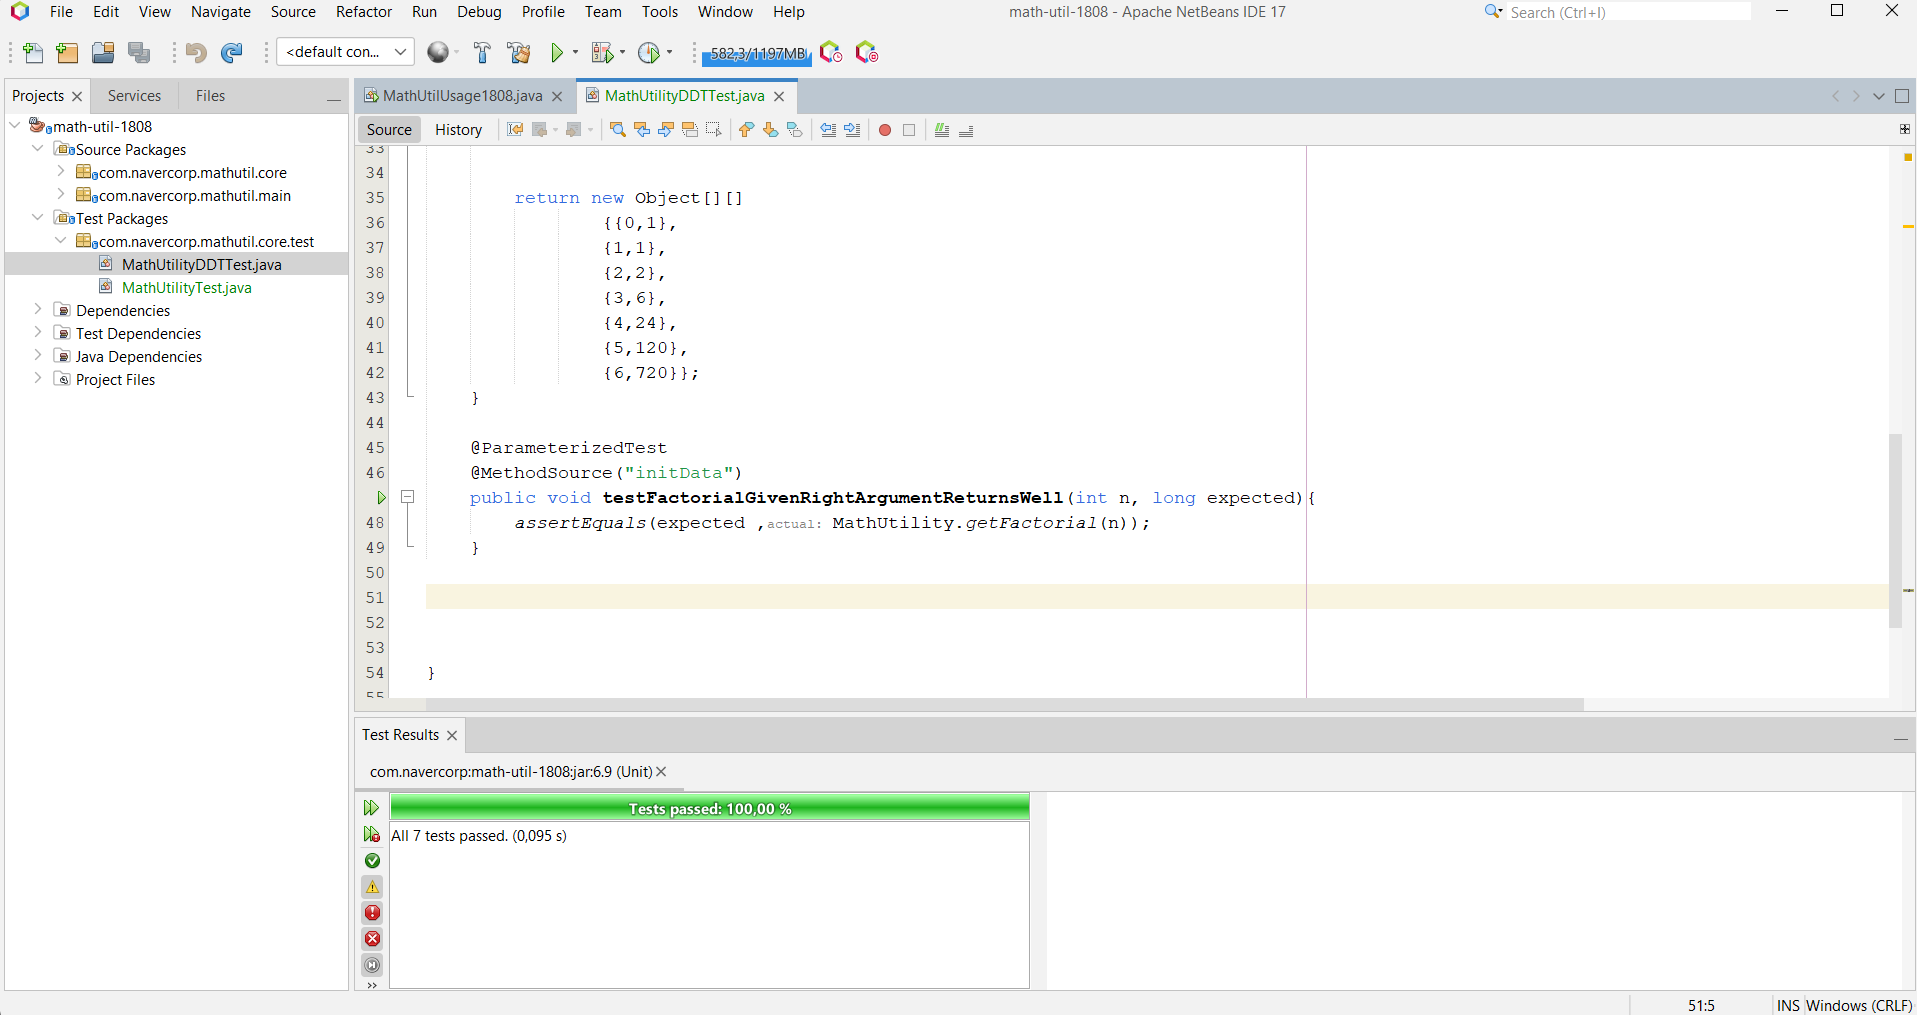 File Edit View Navigate Source Refactor Run Debug Profile Team Tools Window Help
math-util-1808 - Apache NetBeans IDE 17
Search (Ctrl+I)
<default con...
582,3/1197MB
Projects Services Files
math-util-1808
Source Packages
com.navercorp.mathutil.core
com.navercorp.mathutil.main
Test Packages
com.navercorp.mathutil.core.test
MathUtilityDDTTest.java
MathUtilityTest.java
Dependencies
Test Dependencies
Java Dependencies
Project Files
MathUtilUsage1808.java MathUtilityDDTTest.java
Source History
33
34
35 return new Object[][]
36 {{0,1},
37 {1,1},
38 {2,2},
39 {3,6},
40 {4,24},
41 {5,120},
42 {6,720}};
43 }
44
45 @ParameterizedTest
46 @MethodSource("initData")
public void testFactorialGivenRightArgumentReturnsWell(int n, long expected){
48 assertEquals(expected ,actual: MathUtility.getFactorial(n));
49 }
50
51
52
53
54 }
55
Test Results
com.navercorp:math-util-1808:jar:6.9 (Unit)
Tests passed: 100,00 %
All 7 tests passed. (0,095 s)
51:5 INS Windows (CRLF)